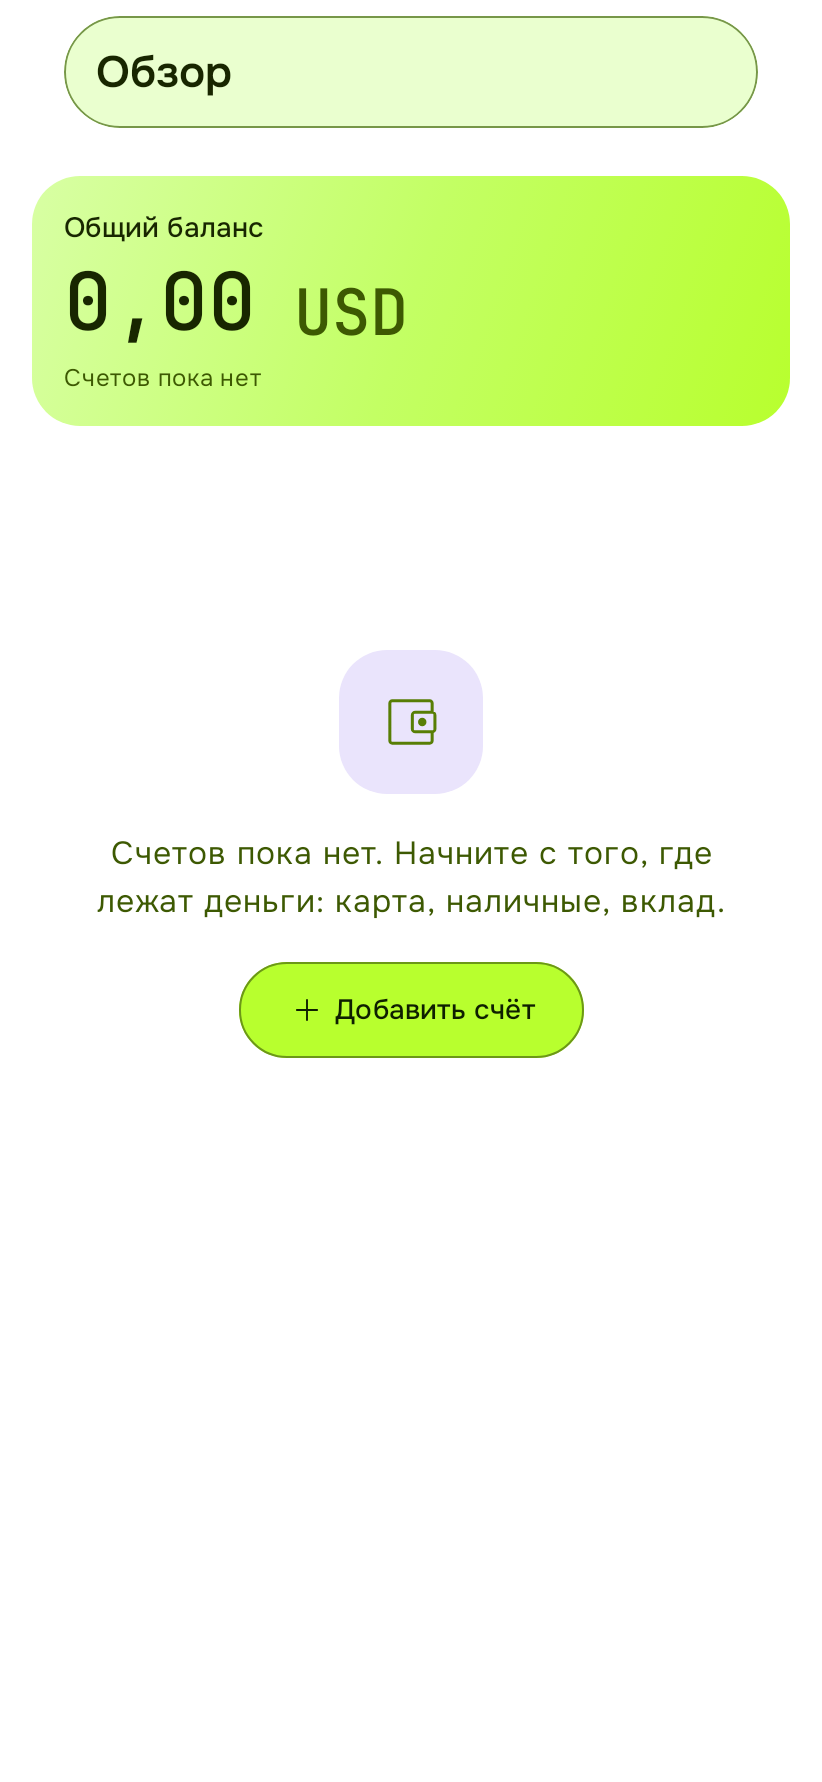 Обзор
Общий баланс
0,00 USD
Счетов пока нет
Счетов пока нет. Начните с того, где
лежат деньги: карта, наличные, вклад.
Добавить счёт